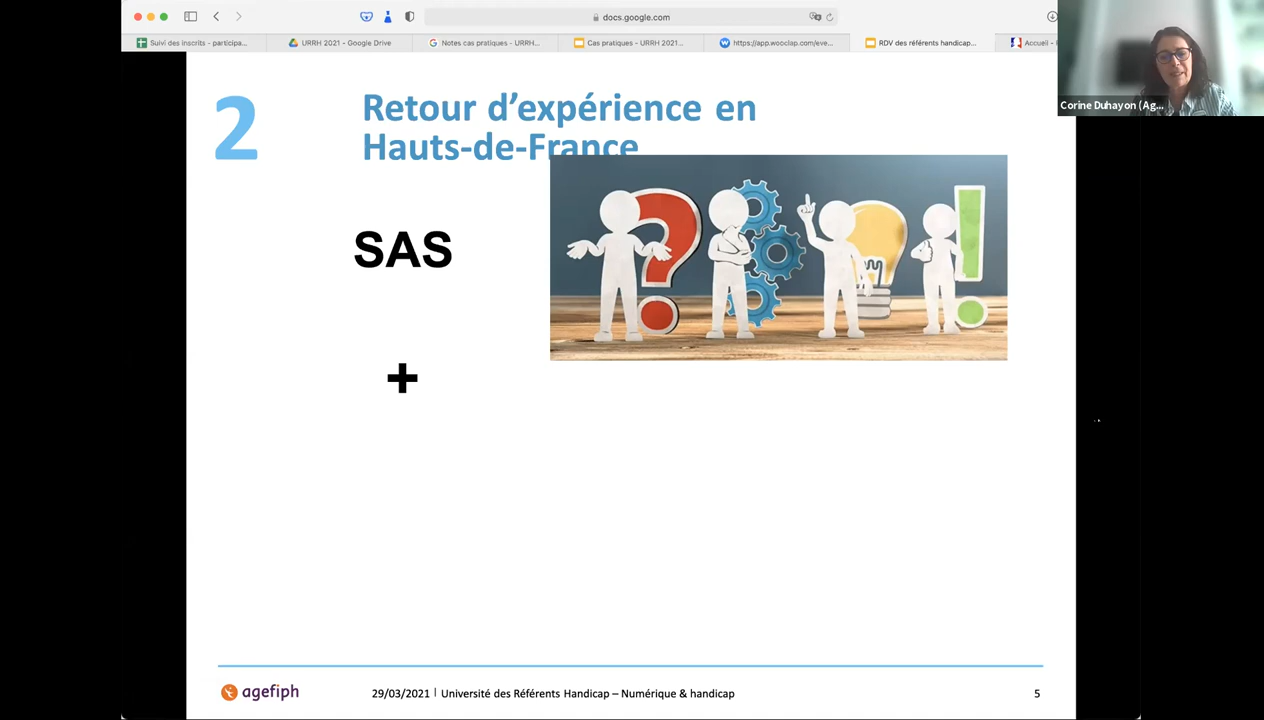 docs.google.com
Suivi des inscrits - participa...
URRH 2021 - Google Drive
Notes cas pratiques - URRH...
Cas pratiques - URRH 2021...
https://app.wooclap.com/eve...
RDV des référents handicap...
Accueil -
Corine Duhayon (Ag...
2
Retour d'expérience en
Hauts-de-France
SAS
+
agefiph
29/03/2021 | Université des Référents Handicap – Numérique & handicap
5